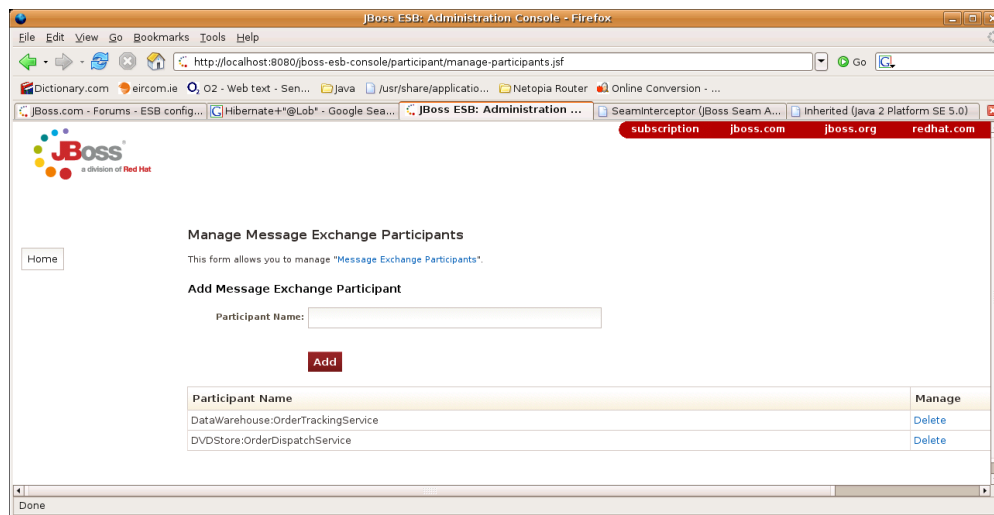 JBoss ESB: Administration Console - Firefox
File Edit View Go Bookmarks Tools Help
http://localhost:8080/jboss-esb-console/participant/manage-participants.jsf Go G
Dictionary.com eircom.ie O2 O2 - Web text - Sen... Java /usr/share/applicatio... Netopia Router Online Conversion - ...
JBoss.com - Forums - ESB config... G Hibernate+"@Lob" - Google Sea... JBoss ESB: Administration ... SeamInterceptor (JBoss Seam A... Inherited (Java 2 Platform SE 5.0)
subscription jboss.com jboss.org redhat.com
JBoss
a division of Red Hat
Manage Message Exchange Participants
Home
This form allows you to manage "Message Exchange Participants".
Add Message Exchange Participant
Participant Name:
Add
Participant Name Manage
DataWarehouse:OrderTrackingService Delete
DVDStore:OrderDispatchService Delete
Done